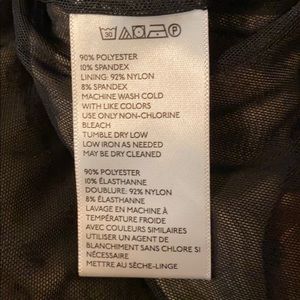 30 P
90% POLYESTER
10% SPANDEX
LINING: 92% NYLON
8% SPANDEX
MACHINE WASH COLD
WITH LIKE COLORS
USE ONLY NON-CHLORINE
BLEACH
TUMBLE DRY LOW
LOW IRON AS NEEDED
MAY BE DRY CLEANED
90% POLYESTER
10% ÉLASTHANNE
DOUBLURE: 92% NYLON
8% ÉLASTHANNE
LAVAGE EN MACHINE À
TEMPÉRATURE FROIDE
AVEC COULEURS SIMILAIRES
UTILISER UN AGENT DE
BLANCHIMENT SANS CHLORE SI
NÉCESSAIRE
METTRE AU SÈCHE-LINGE